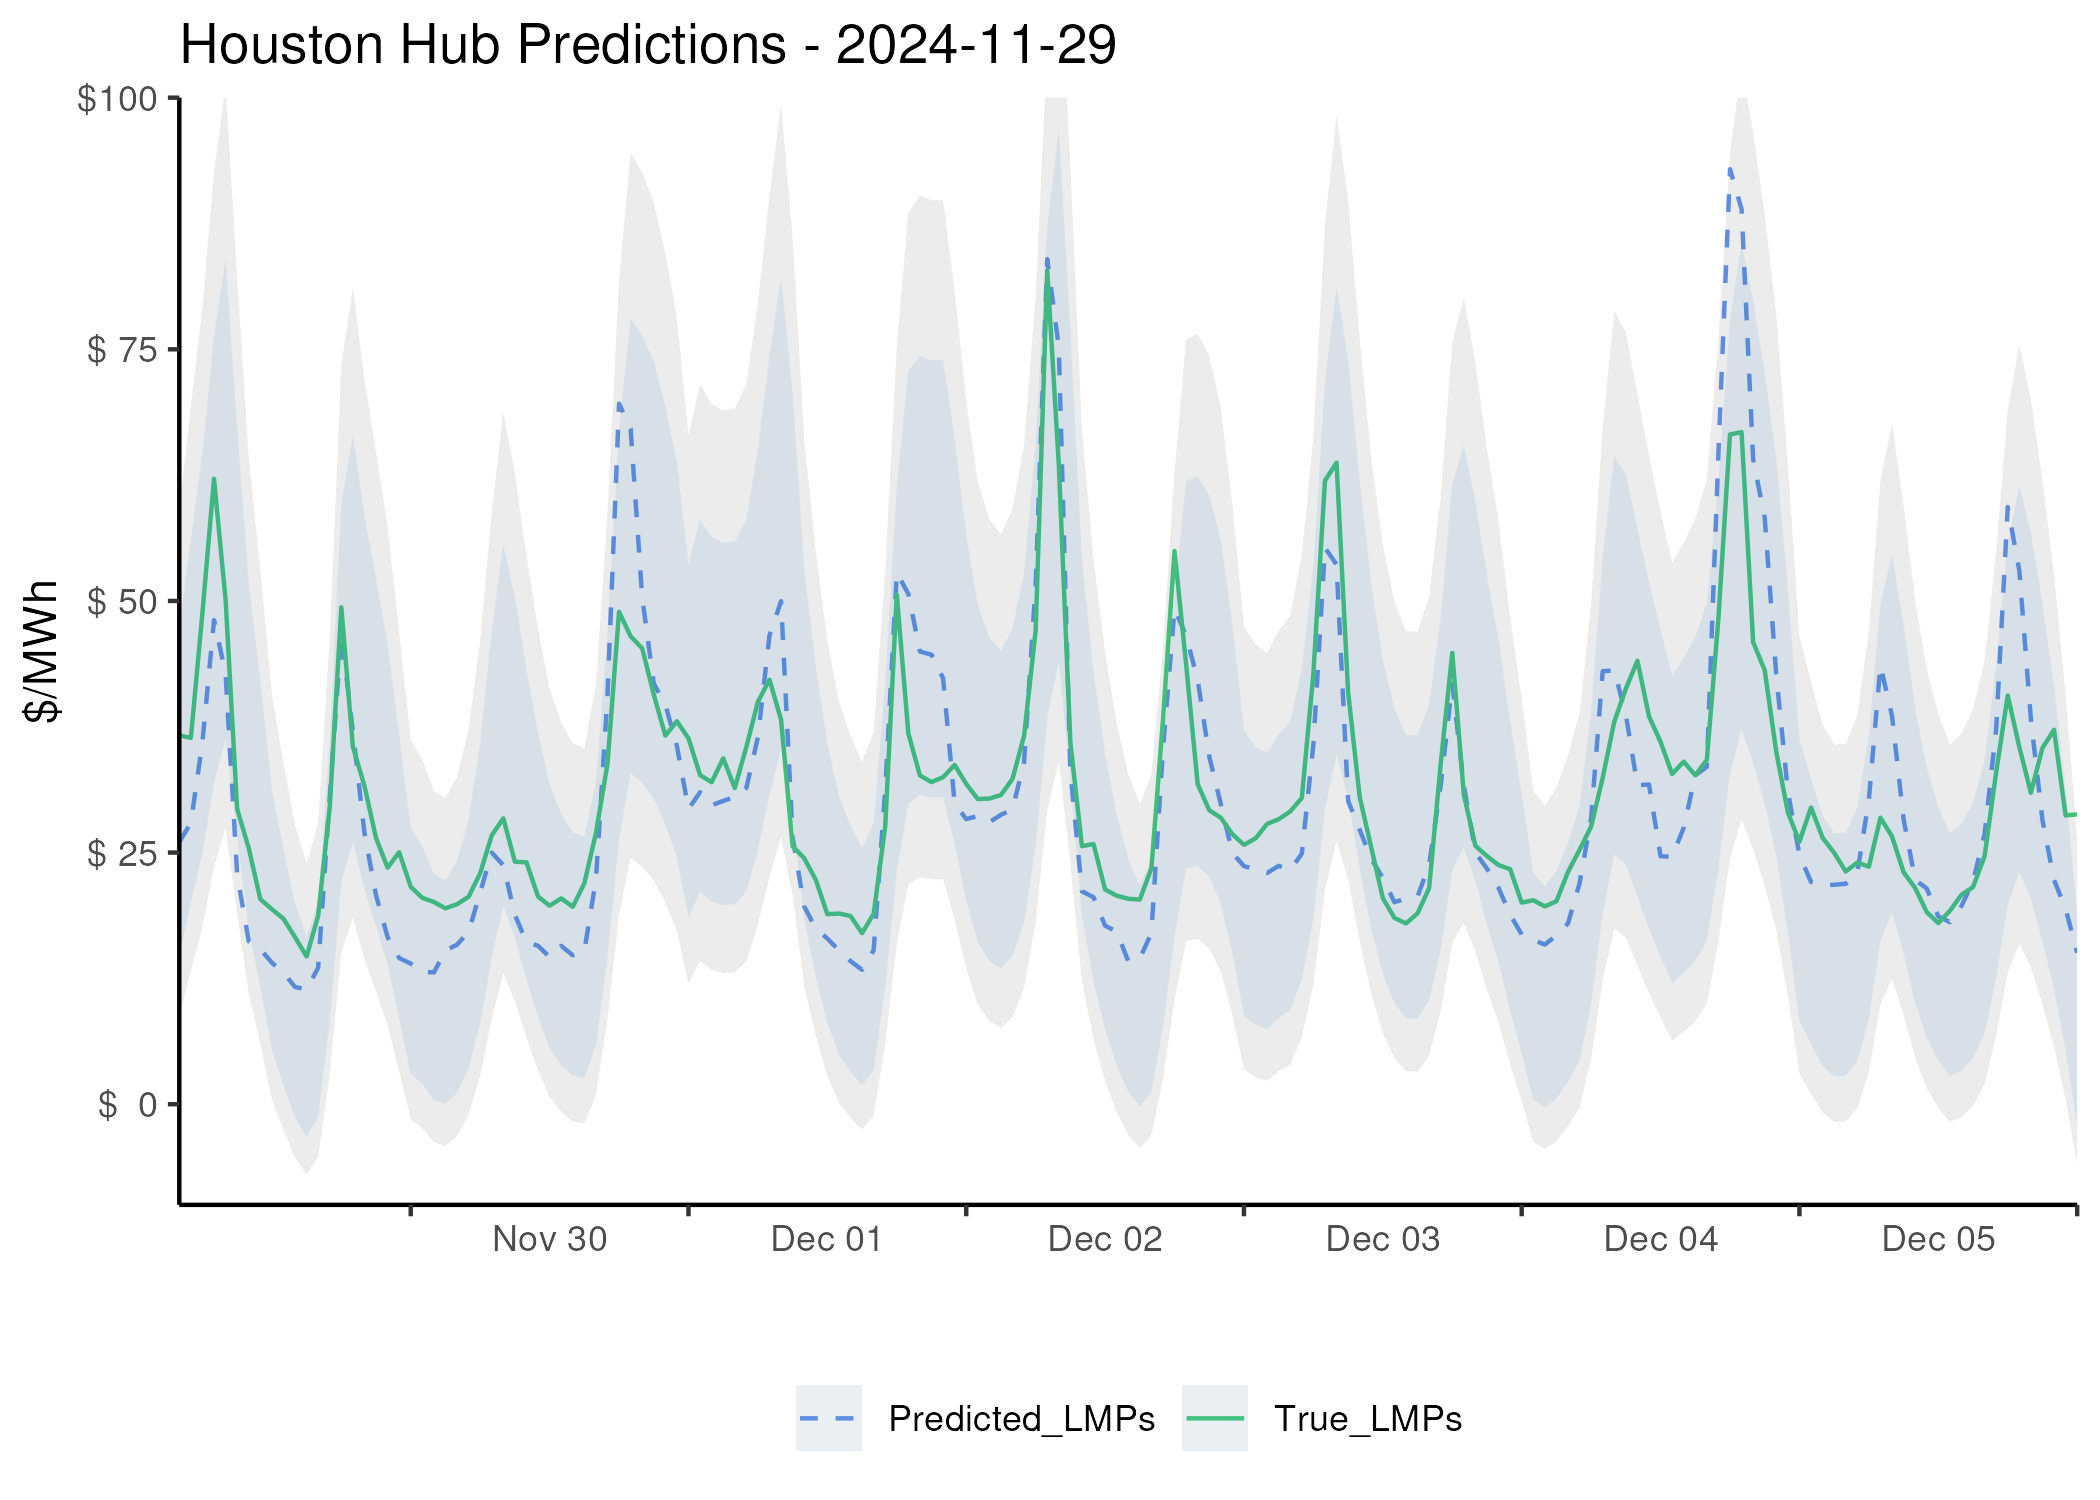 Houston Hub Predictions - 2024-11-29
$100
$ 75
$ 50
$ 25
$  0
$/MWh
Nov 30 Dec 01 Dec 02 Dec 03 Dec 04 Dec 05
Predicted_LMPs True_LMPs